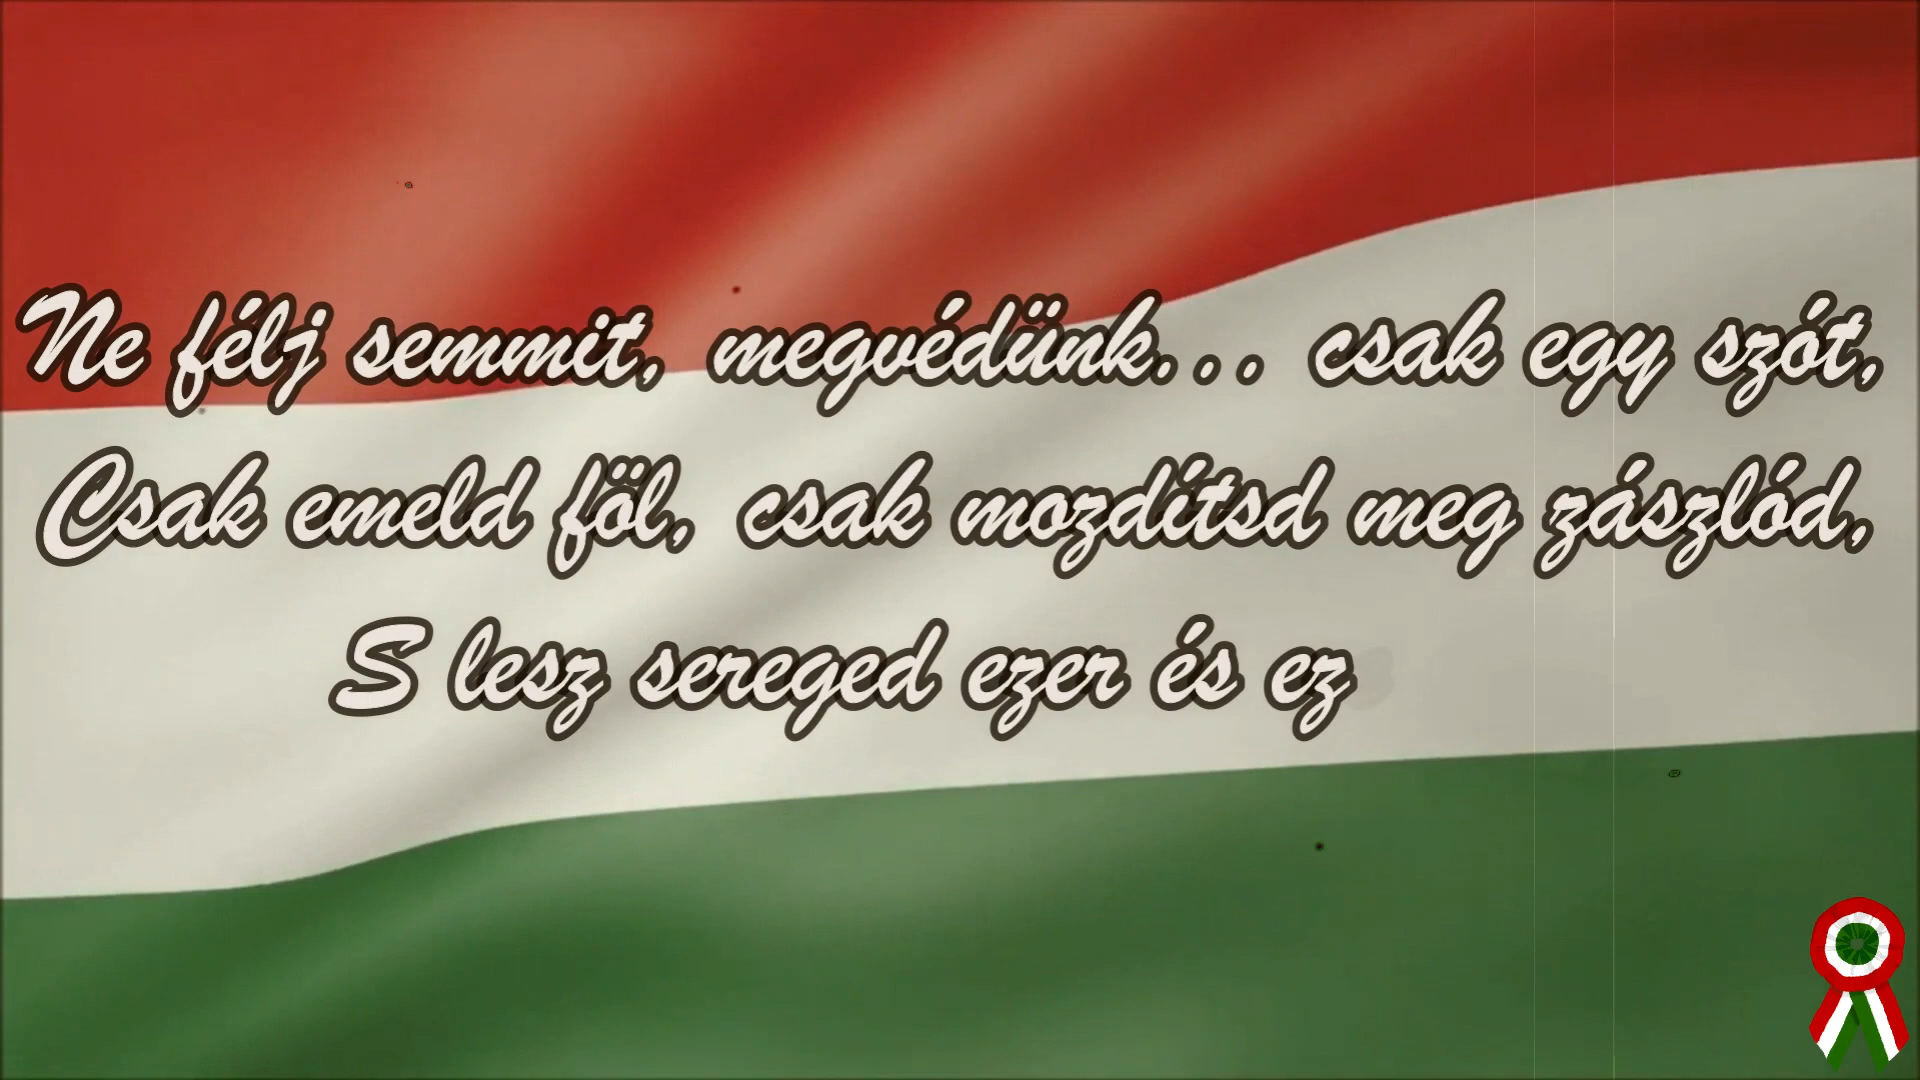 Ne félj semmit, megvédünk... csak egy szót,
Csak emeld föl, csak mozdítsd meg zászlód,
S lesz sereged ezer és ez